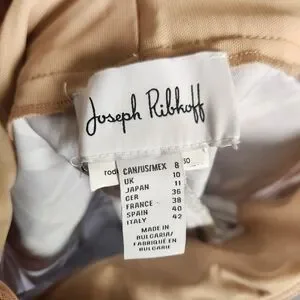 Joseph Ribkoff
CAN/US/MEX 8
UK 10
JAPAN 11
GER 36
FRANCE 38
SPAIN 40
ITALY 42
MADE IN
BULGARIA/
FABRIQUÉ EN
BULGARIE